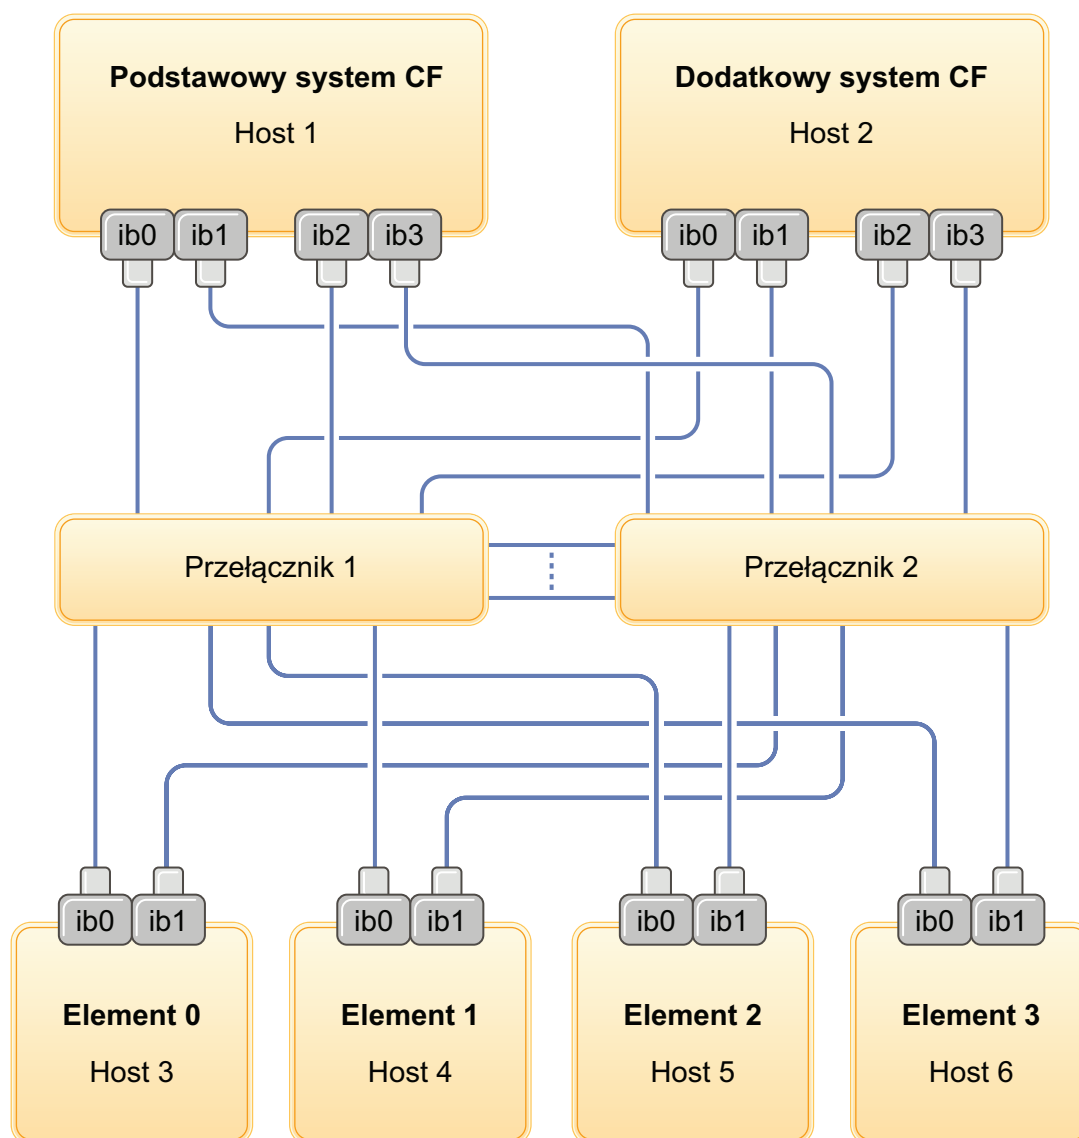 Podstawowy system CF
Host 1
ib0 ib1 ib2 ib3
Dodatkowy system CF
Host 2
ib0 ib1 ib2 ib3
Przełącznik 1
Przełącznik 2
ib0 ib1
Element 0
Host 3
ib0 ib1
Element 1
Host 4
ib0 ib1
Element 2
Host 5
ib0 ib1
Element 3
Host 6